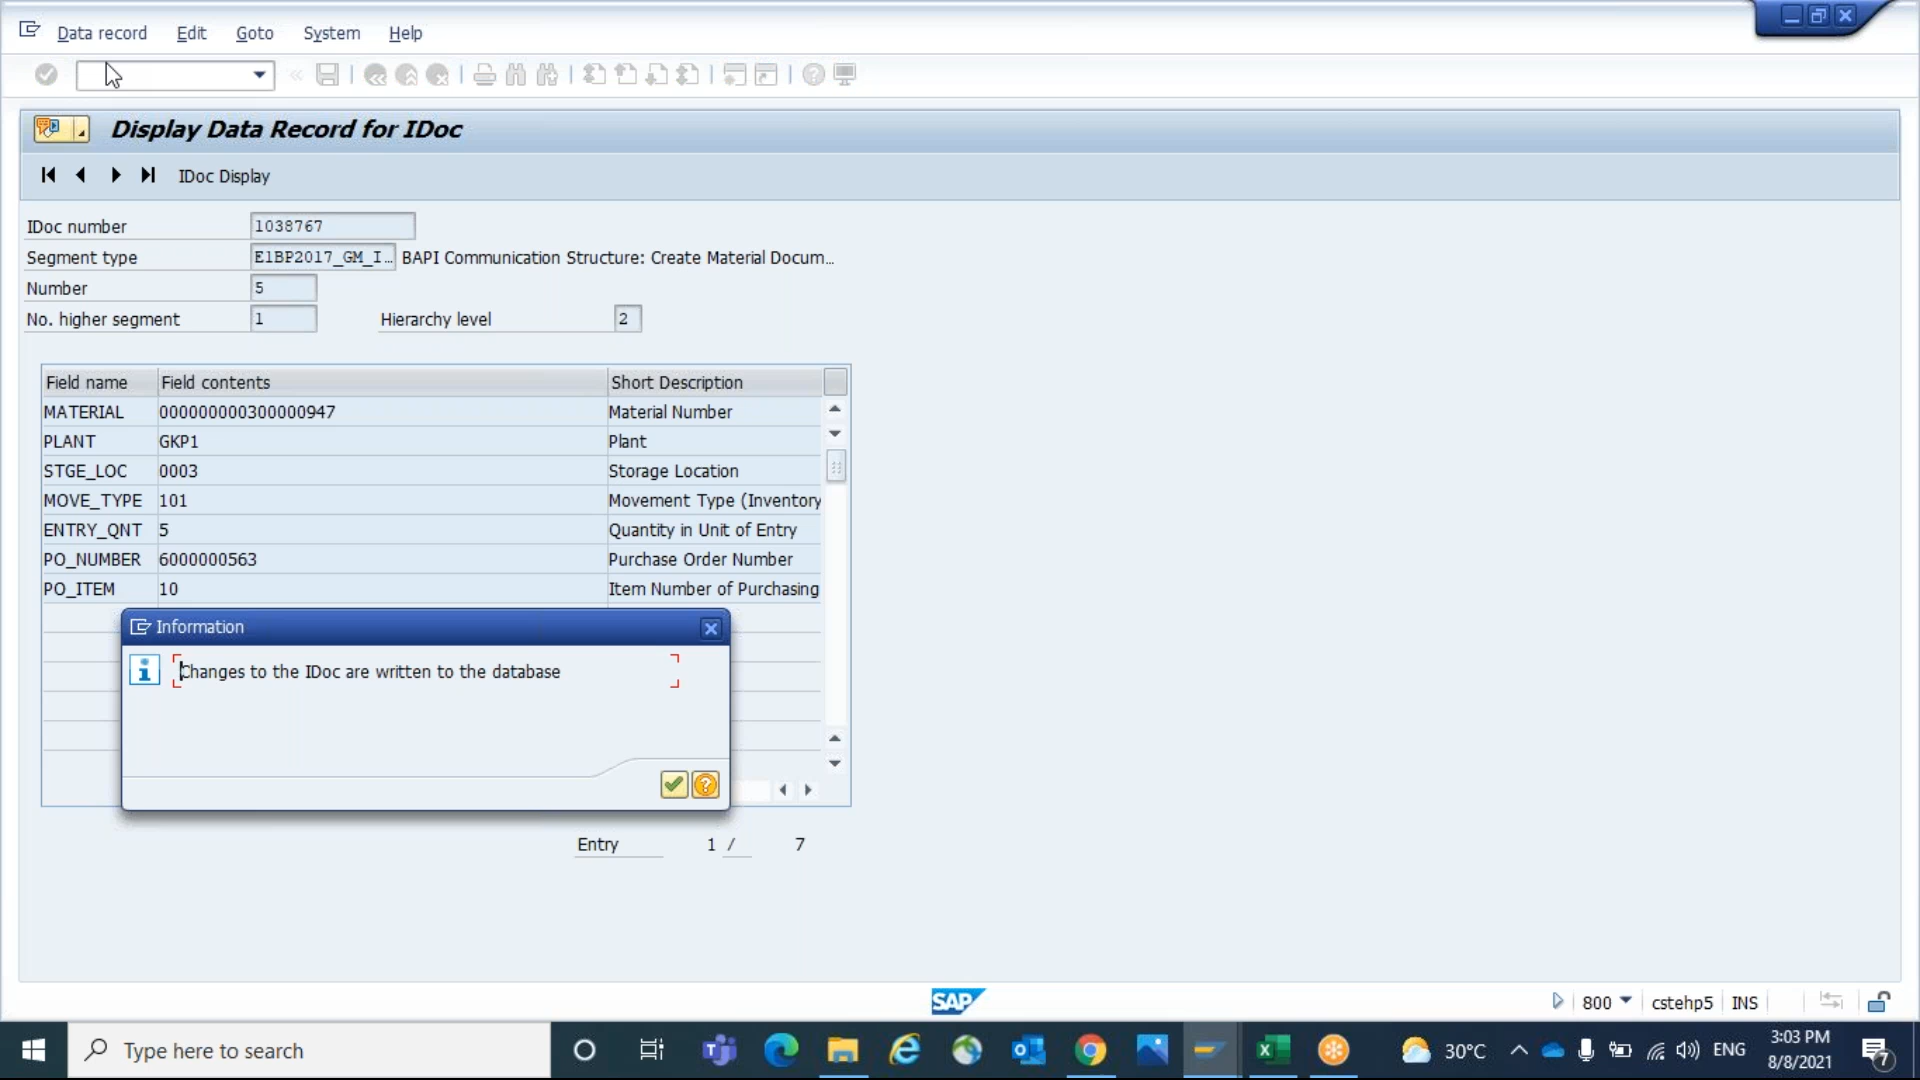 Data record Edit Goto System Help
Display Data Record for IDoc
IDoc Display
IDoc number 1038767
Segment type E1BP2017_GM_I… BAPI Communication Structure: Create Material Docum…
Number 5
No. higher segment 1 Hierarchy level 2
Field name Field contents Short Description
MATERIAL 000000000300000947 Material Number
PLANT GKP1 Plant
STGE_LOC 0003 Storage Location
MOVE_TYPE 101 Movement Type (Inventory
ENTRY_QNT 5 Quantity in Unit of Entry
PO_NUMBER 6000000563 Purchase Order Number
PO_ITEM 10 Item Number of Purchasing
Information
Changes to the IDoc are written to the database
Entry 1 / 7
SAP
800 cstehp5 INS
Type here to search
30°C ENG
3:03 PM
8/8/2021
7